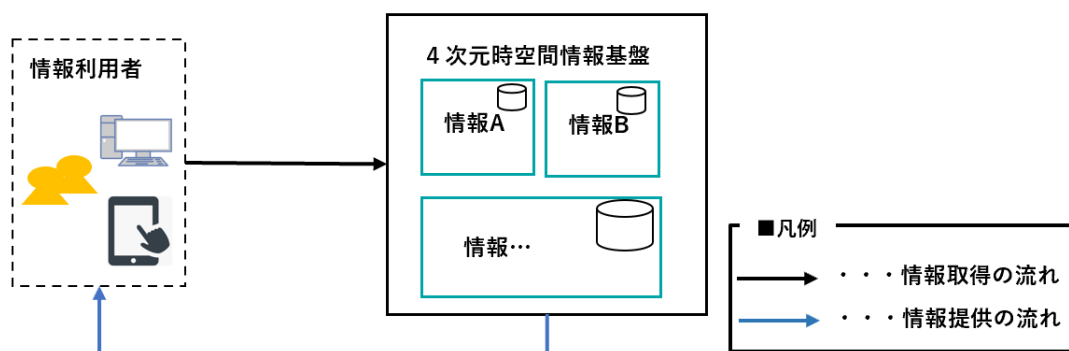 情報利用者
4次元時空間情報基盤
情報A
情報B
情報…
■凡例
・・・情報取得の流れ
・・・情報提供の流れ